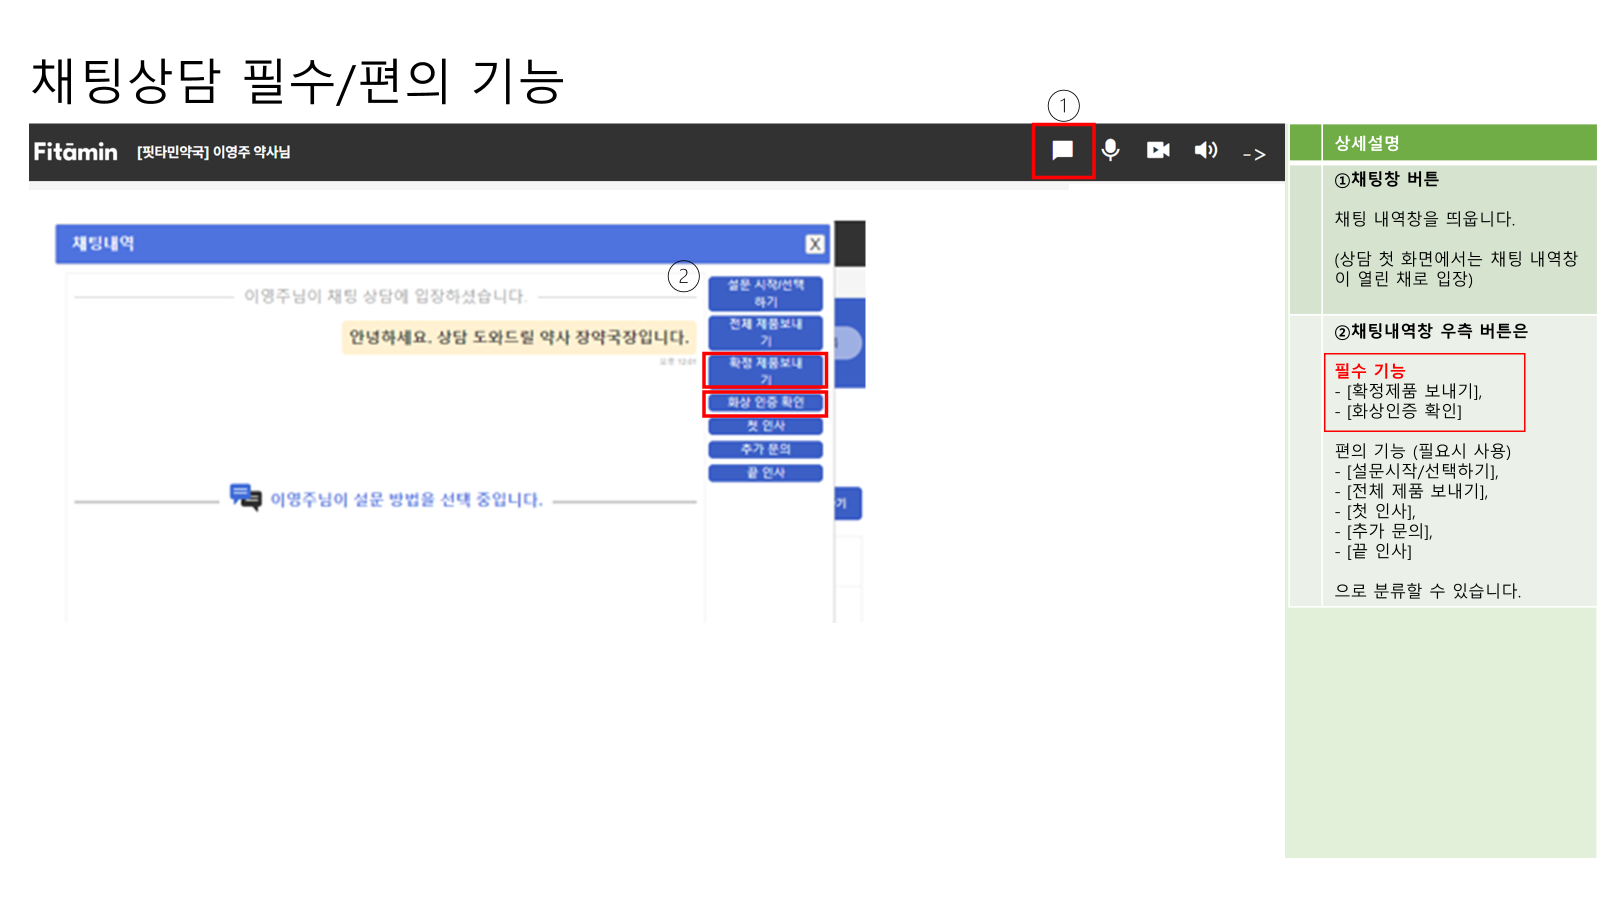 채팅상담 필수/편의 기능
①
Fitāmin [핏타민약국] 이영주 약사님
->
채팅내역
X
②
이영주님이 채팅 상담에 입장하셨습니다.
안녕하세요. 상담 도와드릴 약사 장약국장입니다.
설문 시작/선택
하기
전체 제품보내
기
확정 제품보내
기
화상 인증 확인
첫 인사
추가 문의
끝 인사
이영주님이 설문 방법을 선택 중입니다.
기
상세설명
①채팅창 버튼
채팅 내역창을 띄웁니다.
(상담 첫 화면에서는 채팅 내역창
이 열린 채로 입장)
②채팅내역창 우측 버튼은
필수 기능
- [확정제품 보내기],
- [화상인증 확인]
편의 기능 (필요시 사용)
- [설문시작/선택하기],
- [전체 제품 보내기],
- [첫 인사],
- [추가 문의],
- [끝 인사]
으로 분류할 수 있습니다.